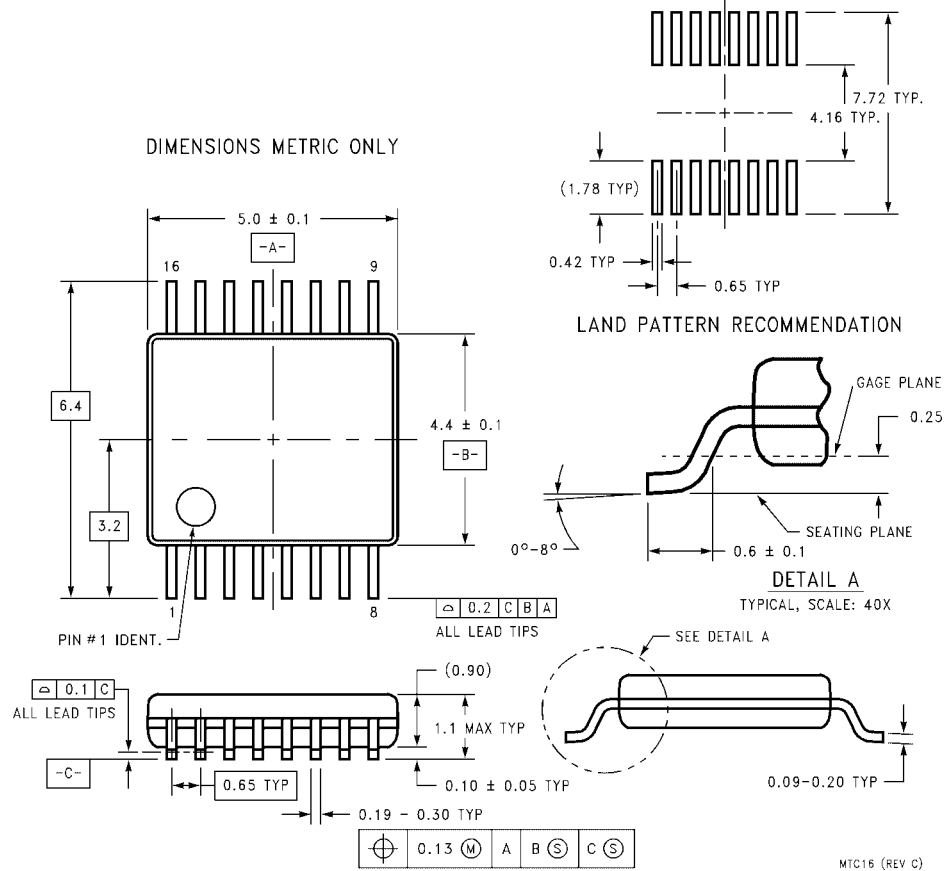 7.72 TYP.
4.16 TYP.
DIMENSIONS METRIC ONLY
(1.78 TYP)
5.0 ± 0.1
-A-
0.42 TYP
0.65 TYP
16
9
LAND PATTERN RECOMMENDATION
GAGE PLANE
0.25
6.4
4.4 ± 0.1
-B-
3.2
SEATING PLANE
0°-8°
0.6 ± 0.1
DETAIL A
TYPICAL, SCALE: 40X
1
8
⌓ 0.2 C B A
ALL LEAD TIPS
PIN #1 IDENT.
SEE DETAIL A
(0.90)
⌓ 0.1 C
ALL LEAD TIPS
1.1 MAX TYP
-C-
0.65 TYP
0.10 ± 0.05 TYP
0.09-0.20 TYP
0.19 - 0.30 TYP
⌖ 0.13 Ⓜ A B Ⓢ C Ⓢ
MTC16 (REV C)